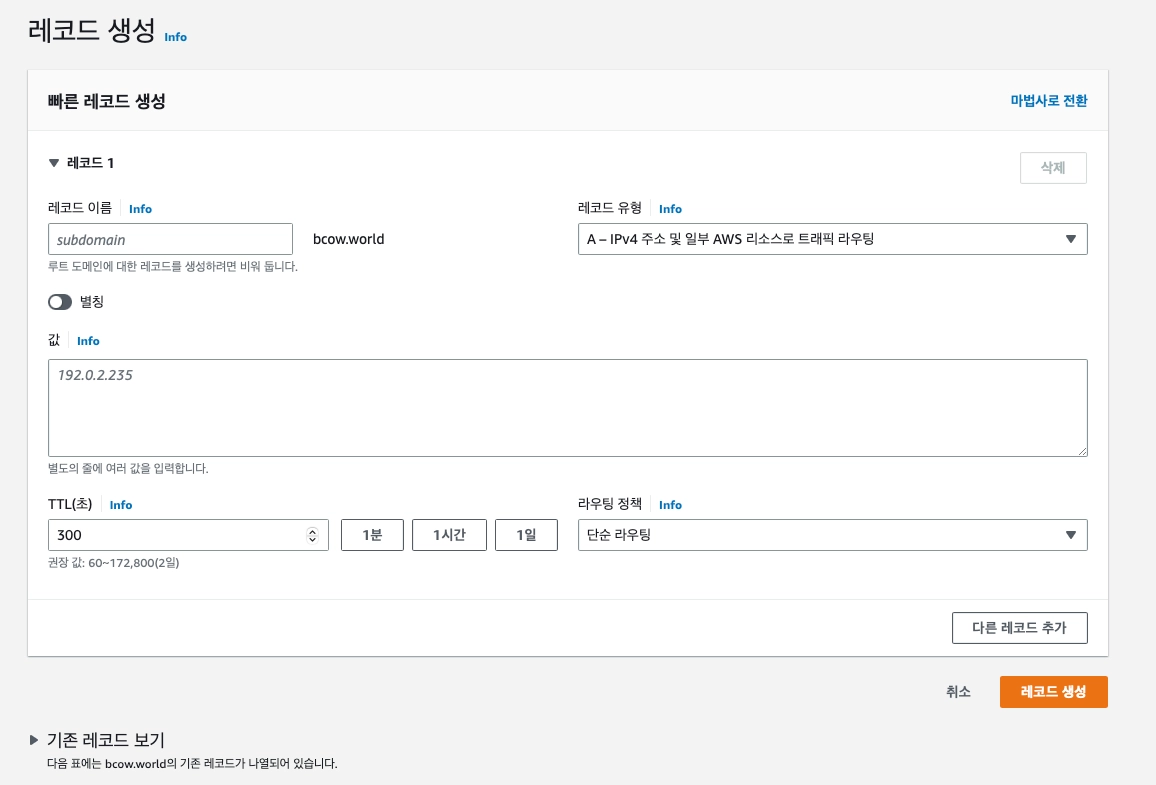 레코드 생성 Info
빠른 레코드 생성
마법사로 전환
레코드 1
삭제
레코드 이름 Info
subdomain
bcow.world
루트 도메인에 대한 레코드를 생성하려면 비워 둡니다.
레코드 유형 Info
A – IPv4 주소 및 일부 AWS 리소스로 트래픽 라우팅
별칭
값 Info
192.0.2.235
별도의 줄에 여러 값을 입력합니다.
TTL(초) Info
300
1분
1시간
1일
권장 값: 60~172,800(2일)
라우팅 정책 Info
단순 라우팅
다른 레코드 추가
취소
레코드 생성
기존 레코드 보기
다음 표에는 bcow.world의 기존 레코드가 나열되어 있습니다.